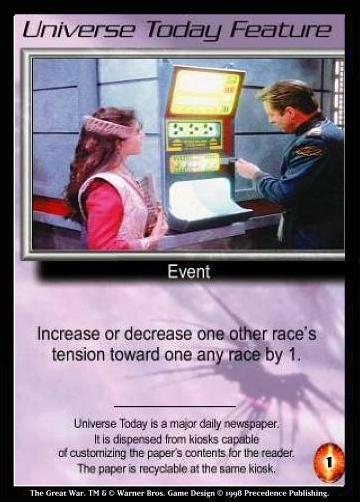 Universe Today Feature
Event
Increase or decrease one other race's
tension toward one any race by 1.
Universe Today is a major daily newspaper.
It is dispensed from kiosks capable
of customizing the paper's contents for the reader.
The paper is recyclable at the same kiosk.
1
The Great War. TM & © Warner Bros. Game Design © 1998 Precedence Publishing.